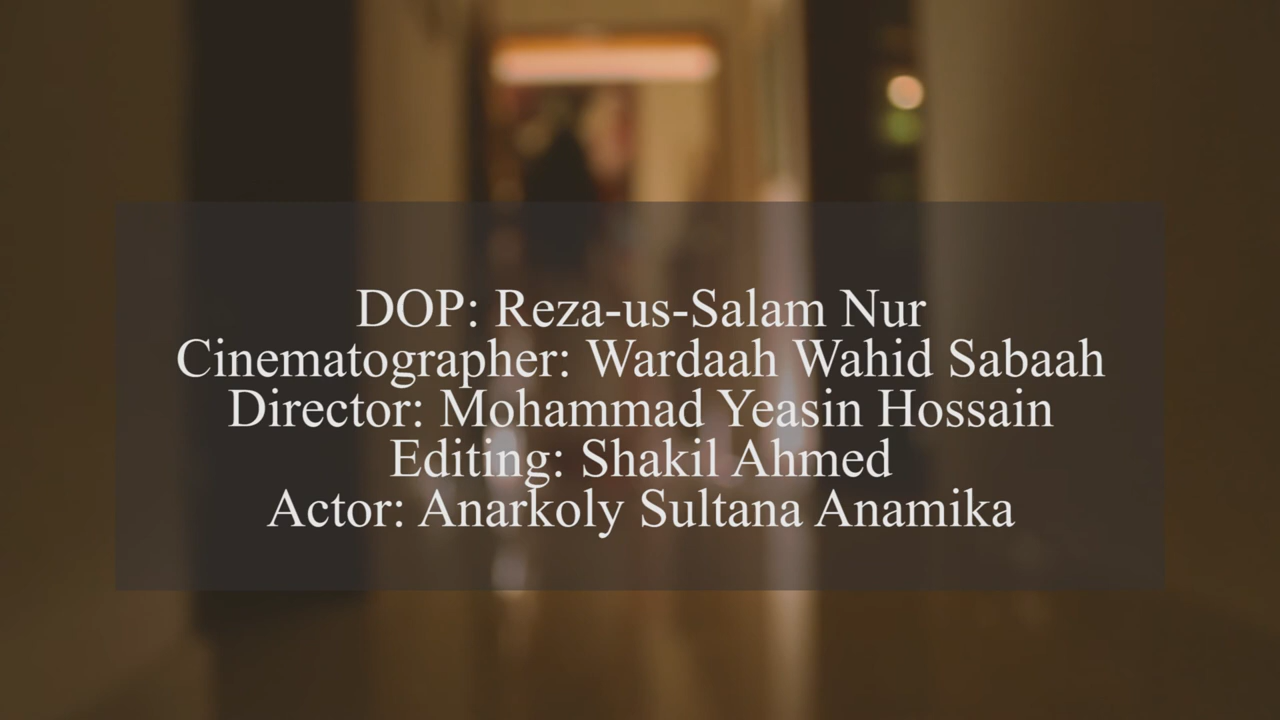 DOP: Reza-us-Salam Nur
Cinematographer: Wardaah Wahid Sabaah
Director: Mohammad Yeasin Hossain
Editing: Shakil Ahmed
Actor: Anarkoly Sultana Anamika